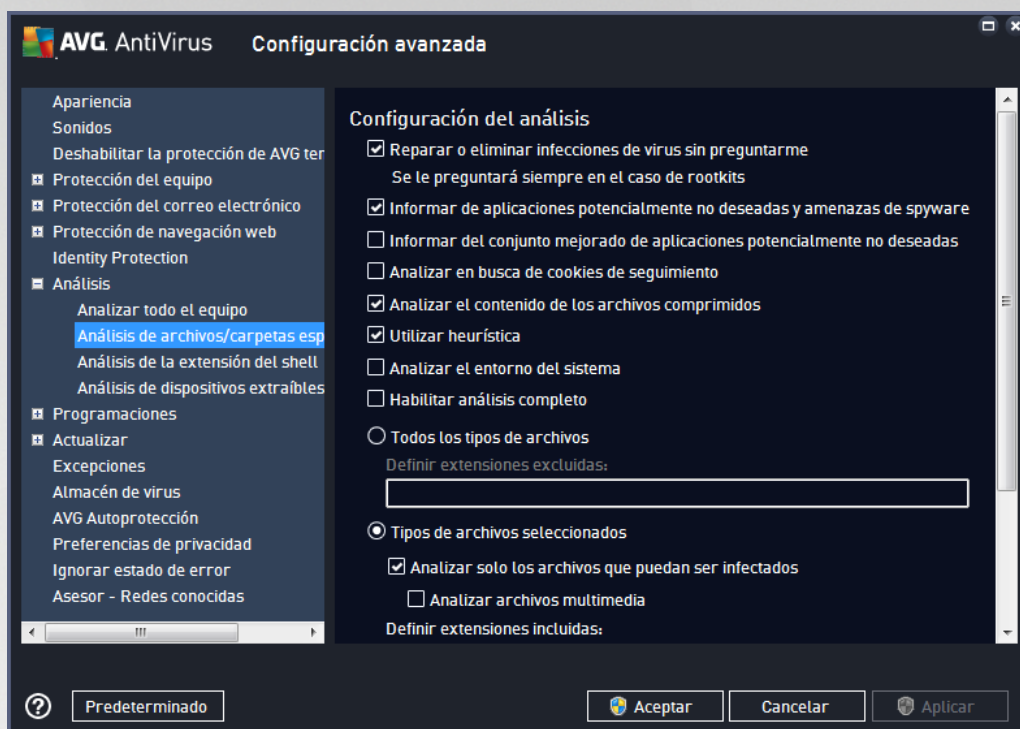 AVG. AntiVirus Configuración avanzada
Apariencia
Sonidos
Deshabilitar la protección de AVG ter
Protección del equipo
Protección del correo electrónico
Protección de navegación web
Identity Protection
Análisis
Analizar todo el equipo
Análisis de archivos/carpetas esp
Análisis de la extensión del shell
Análisis de dispositivos extraíbles
Programaciones
Actualizar
Excepciones
Almacén de virus
AVG Autoprotección
Preferencias de privacidad
Ignorar estado de error
Asesor - Redes conocidas
Configuración del análisis
Reparar o eliminar infecciones de virus sin preguntarme
Se le preguntará siempre en el caso de rootkits
Informar de aplicaciones potencialmente no deseadas y amenazas de spyware
Informar del conjunto mejorado de aplicaciones potencialmente no deseadas
Analizar en busca de cookies de seguimiento
Analizar el contenido de los archivos comprimidos
Utilizar heurística
Analizar el entorno del sistema
Habilitar análisis completo
Todos los tipos de archivos
Definir extensiones excluidas:
Tipos de archivos seleccionados
Analizar solo los archivos que puedan ser infectados
Analizar archivos multimedia
Definir extensiones incluidas:
Predeterminado
Aceptar
Cancelar
Aplicar